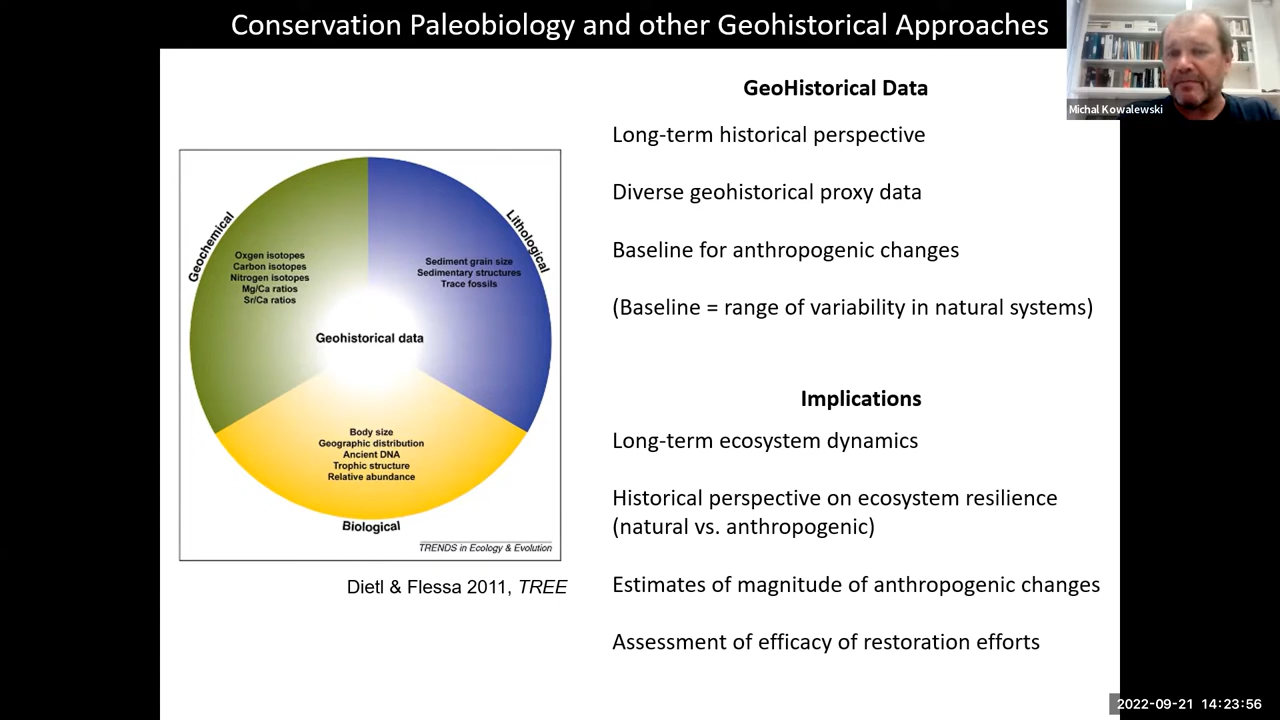 Conservation Paleobiology and other Geohistorical Approaches
Michal Kowalewski
GeoHistorical Data
Long-term historical perspective
Diverse geohistorical proxy data
Baseline for anthropogenic changes
(Baseline = range of variability in natural systems)
Implications
Long-term ecosystem dynamics
Historical perspective on ecosystem resilience
(natural vs. anthropogenic)
Estimates of magnitude of anthropogenic changes
Assessment of efficacy of restoration efforts
Geochemical
Oxgen isotopes
Carbon isotopes
Nitrogen isotopes
Mg/Ca ratios
Sr/Ca ratios
Lithological
Sediment grain size
Sedimentary structures
Trace fossils
Geohistorical data
Body size
Geographic distribution
Ancient DNA
Trophic structure
Relative abundance
Biological
TRENDS in Ecology & Evolution
Dietl & Flessa 2011, TREE
2022-09-21 14:23:56